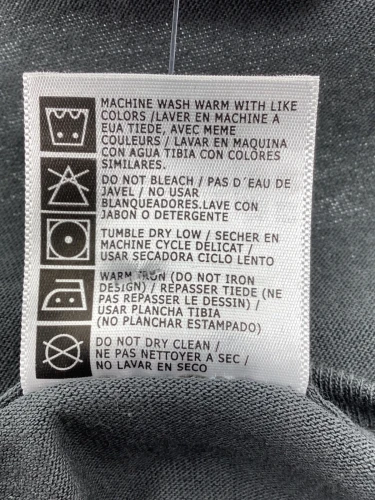 MACHINE WASH WARM WITH LIKE
COLORS /LAVER EN MACHINE A
EUA TIEDE, AVEC MEME
COULEURS / LAVAR EN MAQUINA
CON AGUA TIBIA CON COLORES
SIMILARES.
DO NOT BLEACH / PAS D´EAU DE
JAVEL / NO USAR
BLANQUEADORES.LAVE CON
JABON O DETERGENTE
TUMBLE DRY LOW / SECHER EN
MACHINE CYCLE DELICAT /
USAR SECADORA CICLO LENTO
WARM IRON (DO NOT IRON
DESIGN) / REPASSER TIEDE (NE
PAS REPASSER LE DESSIN) /
USAR PLANCHA TIBIA
(NO PLANCHAR ESTAMPADO)
DO NOT DRY CLEAN /
NE PAS NETTOYER A SEC /
NO LAVAR EN SECO